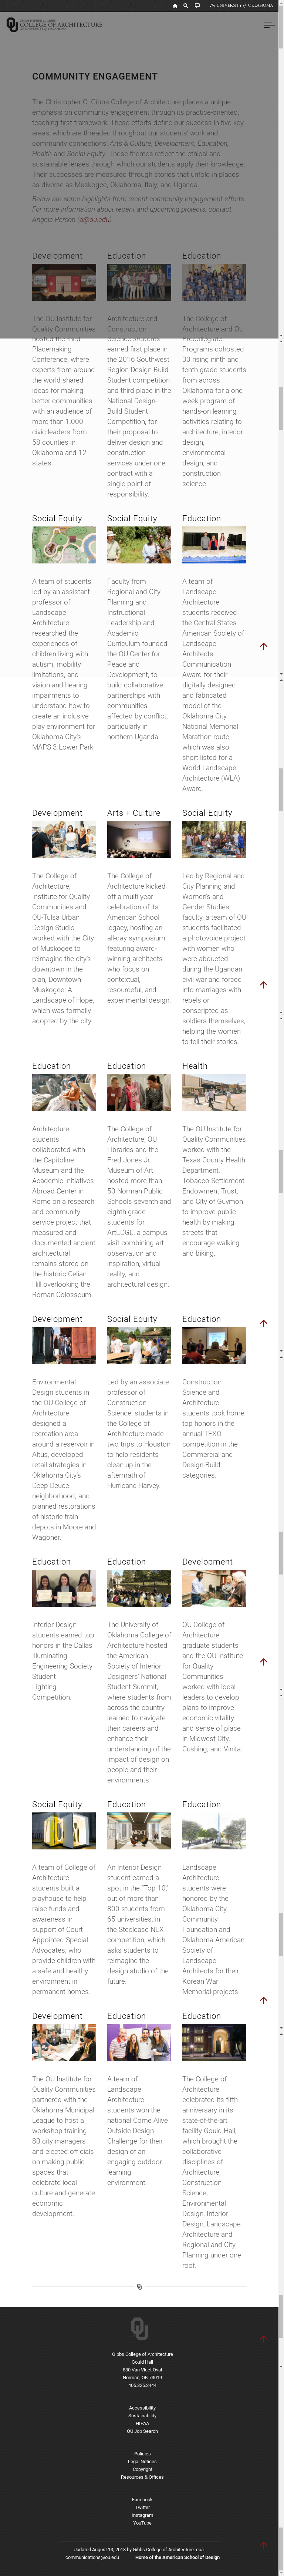 The UNIVERSITY of OKLAHOMA
COMMUNITY ENGAGEMENT
The Christopher C. Gibbs College of Architecture places a unique
emphasis on community engagement through its practice-oriented,
teaching-first framework. These efforts define our success in five key
areas, which are threaded throughout our students' work and
community connections: Arts & Culture, Development, Education,
Health and Social Equity. These themes reflect the ethical and
sustainable lenses through which our students apply their knowledge.
Their successes are measured through stories that unfold in places
as diverse as Muskogee, Oklahoma; Italy; and Uganda.
Below are some highlights from recent community engagement efforts.
For more information about recent and upcoming projects, contact
Angela Person (a@ou.edu).
Development
The OU Institute for
Quality Communities
hosted the third
Placemaking
Conference, where
experts from around
the world shared
ideas for making
better communities
with an audience of
more than 1,000
civic leaders from
58 counties in
Oklahoma and 12
states.
Education
Architecture and
Construction
Science students
earned first place in
the 2016 Southwest
Region Design-Build
Student competition
and third place in the
National Design-
Build Student
Competition, for
their proposal to
deliver design and
construction
services under one
contract with a
single point of
responsibility.
Education
The College of
Architecture and OU
Precollegiate
Programs cohosted
30 rising ninth and
tenth grade students
from across
Oklahoma for a one-
week program of
hands-on learning
activities relating to
architecture, interior
design,
environmental
design, and
construction
science.
Social Equity
A team of students
led by an assistant
professor of
Landscape
Architecture
researched the
experiences of
children living with
autism, mobility
limitations, and
vision and hearing
impairments to
understand how to
create an inclusive
play environment for
Oklahoma City's
MAPS 3 Lower Park.
Social Equity
Faculty from
Regional and City
Planning and
Instructional
Leadership and
Academic
Curriculum founded
the OU Center for
Peace and
Development, to
build collaborative
partnerships with
communities
affected by conflict,
particularly in
northern Uganda.
Education
A team of
Landscape
Architecture
students received
the Central States
American Society of
Landscape
Architects
Communication
Award for their
digitally designed
and fabricated
model of the
Oklahoma City
National Memorial
Marathon route,
which was also
short-listed for a
World Landscape
Architecture (WLA)
Award.
Development
The College of
Architecture,
Institute for Quality
Communities and
OU-Tulsa Urban
Design Studio
worked with the City
of Muskogee to
reimagine the city's
downtown in the
plan, Downtown
Muskogee: A
Landscape of Hope,
which was formally
adopted by the city.
Arts + Culture
The College of
Architecture kicked
off a multi-year
celebration of its
American School
legacy, hosting an
all-day symposium
featuring award-
winning architects
who focus on
contextual,
resourceful, and
experimental design.
Social Equity
Led by Regional and
City Planning and
Women's and
Gender Studies
faculty, a team of OU
students facilitated
a photovoice project
with women who
were abducted
during the Ugandan
civil war and forced
into marriages with
rebels or
conscripted as
soldiers themselves,
helping the women
to tell their stories.
Education
Architecture
students
collaborated with
the Capitoline
Museum and the
Academic Initiatives
Abroad Center in
Rome on a research
and community
service project that
measured and
documented ancient
architectural
remains stored on
the historic Celian
Hill overlooking the
Roman Colosseum.
Education
The College of
Architecture, OU
Libraries and the
Fred Jones Jr.
Museum of Art
hosted more than
50 Norman Public
Schools seventh and
eighth grade
students for
ArtEDGE, a campus
visit combining art
observation and
inspiration, virtual
reality, and
architectural design.
Health
The OU Institute for
Quality Communities
worked with the
Texas County Health
Department,
Tobacco Settlement
Endowment Trust,
and City of Guymon
to improve public
health by making
streets that
encourage walking
and biking.
Development
Environmental
Design students in
the OU College of
Architecture
designed a
recreation area
around a reservoir in
Altus, developed
retail strategies in
Oklahoma City's
Deep Deuce
neighborhood, and
planned restorations
of historic train
depots in Moore and
Wagoner.
Social Equity
Led by an associate
professor of
Construction
Science, students in
the College of
Architecture made
two trips to Houston
to help residents
clean up in the
aftermath of
Hurricane Harvey.
Education
Construction
Science and
Architecture
students took home
top honors in the
annual TEXO
competition in the
Commercial and
Design-Build
categories.
Education
Interior Design
students earned top
honors in the Dallas
Illuminating
Engineering Society
Student
Lighting
Competition.
Education
The University of
Oklahoma College of
Architecture hosted
the American
Society of Interior
Designers' National
Student Summit,
where students from
across the country
learned to navigate
their careers and
enhance their
understanding of the
impact of design on
people and their
environments.
Development
OU College of
Architecture
graduate students
and the OU Institute
for Quality
Communities
worked with local
leaders to develop
plans to improve
economic vitality
and sense of place
in Midwest City,
Cushing, and Vinita.
Social Equity
A team of College of
Architecture
students built a
playhouse to help
raise funds and
awareness in
support of Court
Appointed Special
Advocates, who
provide children with
a safe and healthy
environment in
permanent homes.
Education
An Interior Design
student earned a
spot in the "Top 10,"
out of more than
800 students from
65 universities, in
the Steelcase NEXT
competition, which
asks students to
reimagine the
design studio of the
future.
Education
Landscape
Architecture
students were
honored by the
Oklahoma City
Community
Foundation and
Oklahoma American
Society of
Landscape
Architects for their
Korean War
Memorial projects.
Development
The OU Institute for
Quality Communities
partnered with the
Oklahoma Municipal
League to host a
workshop training
80 city managers
and elected officials
on making public
spaces that
celebrate local
culture and generate
economic
development.
Education
A team of
Landscape
Architecture
students won the
national Come Alive
Outside Design
Challenge for their
design of an
engaging outdoor
learning
environment.
Education
The College of
Architecture
celebrated its fifth
anniversary in its
state-of-the-art
facility Gould Hall,
which brought the
collaborative
disciplines of
Architecture,
Construction
Science,
Environmental
Design, Interior
Design, Landscape
Architecture and
Regional and City
Planning under one
roof.
Gibbs College of Architecture
Gould Hall
830 Van Vleet Oval
Norman, OK 73019
405.325.2444
Accessibility
Sustainability
HIPAA
OU Job Search
Policies
Legal Notices
Copyright
Resources & Offices
Facebook
Twitter
Instagram
YouTube
Updated August 13, 2018 by Gibbs College of Architecture: coa-
communications@ou.edu
Home of the American School of Design